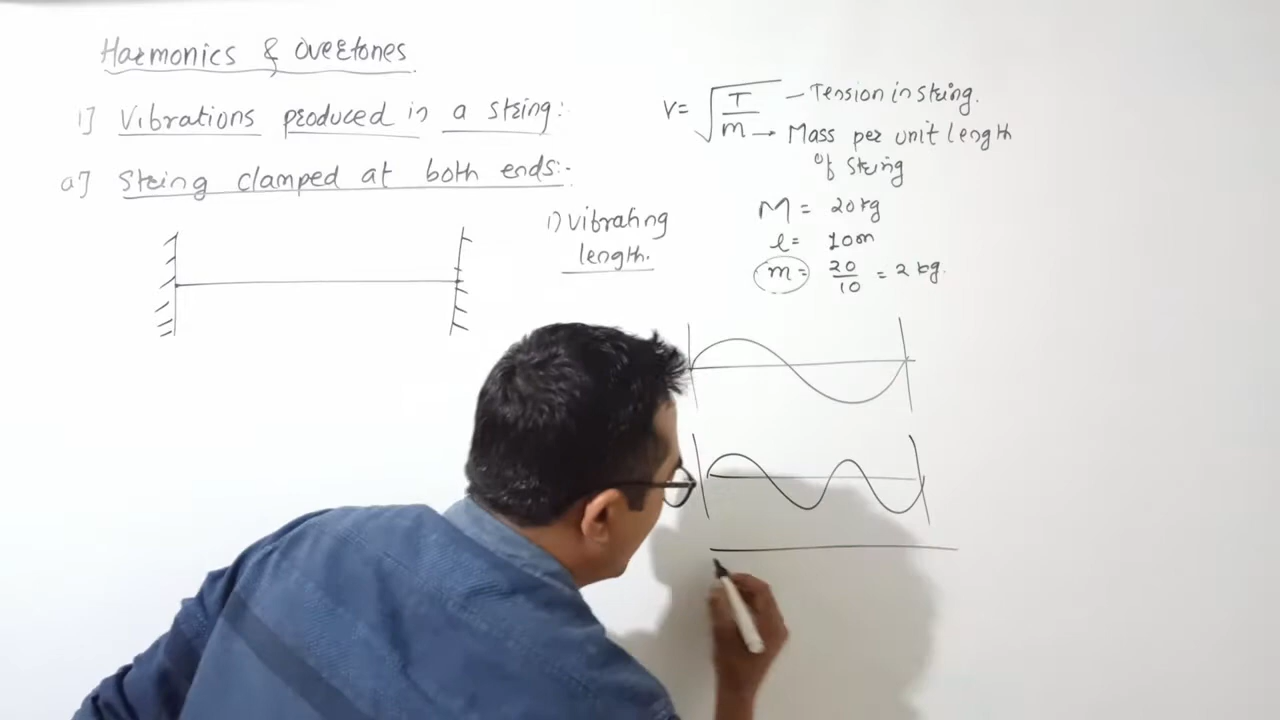 Harmonics & Overtones
1] Vibrations produced in a string:
a] String clamped at both ends:-
1) Vibrating
length.
V= √T/m – Tension in string.
→ Mass per unit length
of string
M = 20 kg
l = 10m
m = 20/10 = 2 kg.